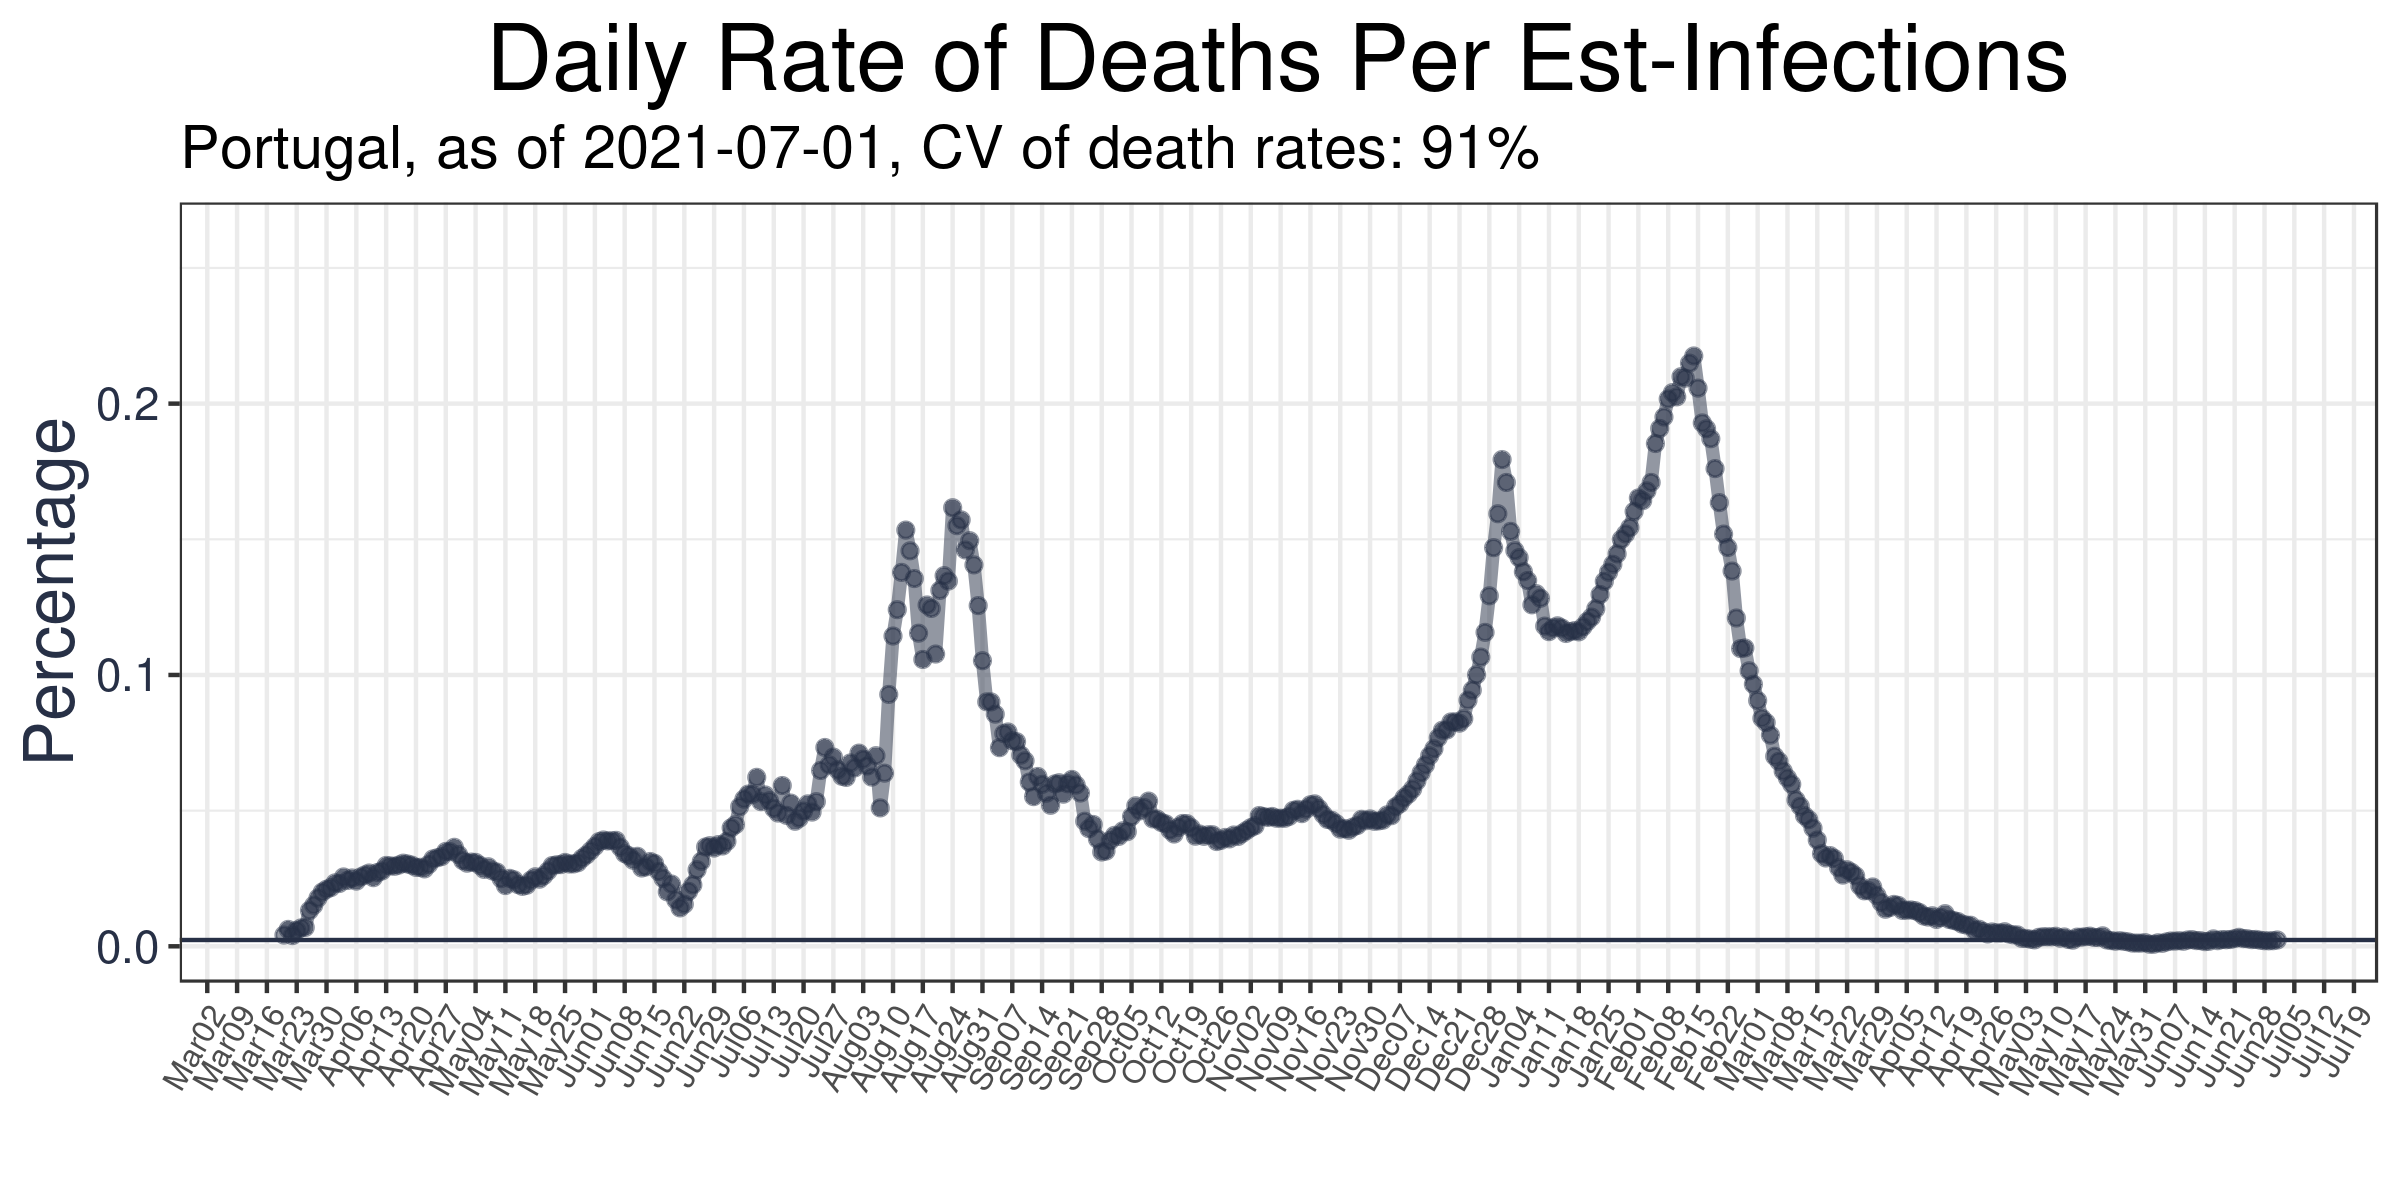 Daily Rate of Deaths Per Est-Infections
Portugal, as of 2021-07-01, CV of death rates: 91%
Percentage
0.2
0.1
0.0
Mar02
Mar09
Mar16
Mar23
Mar30
Apr06
Apr13
Apr20
Apr27
May04
May11
May18
May25
Jun01
Jun08
Jun15
Jun22
Jun29
Jul06
Jul13
Jul20
Jul27
Aug03
Aug10
Aug17
Aug24
Aug31
Sep07
Sep14
Sep21
Sep28
Oct05
Oct12
Oct19
Oct26
Nov02
Nov09
Nov16
Nov23
Nov30
Dec07
Dec14
Dec21
Dec28
Jan04
Jan11
Jan18
Jan25
Feb01
Feb08
Feb15
Feb22
Mar01
Mar08
Mar15
Mar22
Mar29
Apr05
Apr12
Apr19
Apr26
May03
May10
May17
May24
May31
Jun07
Jun14
Jun21
Jun28
Jul05
Jul12
Jul19